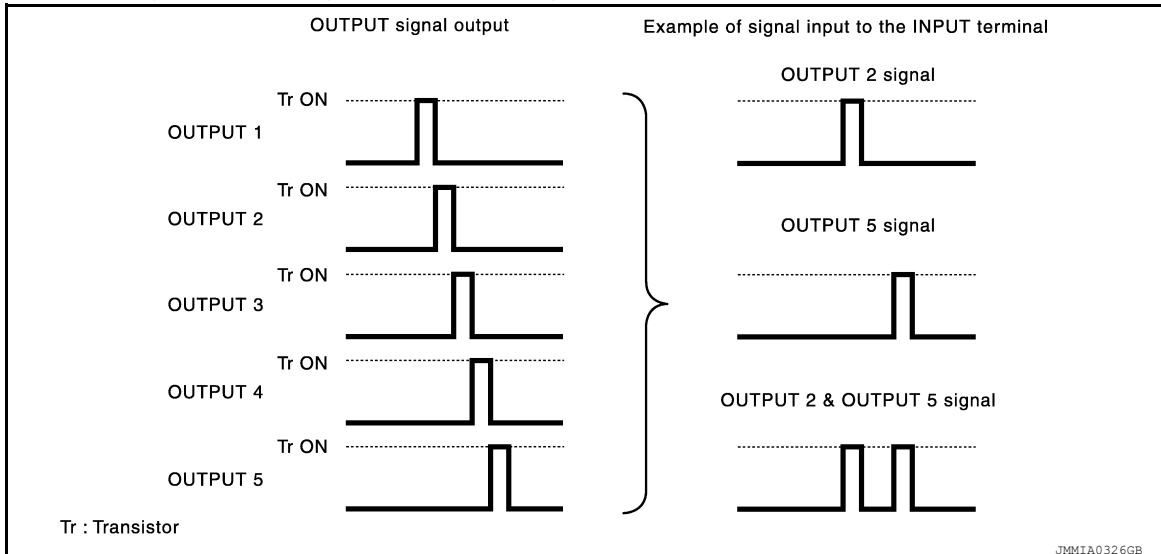 OUTPUT signal output
Example of signal input to the INPUT terminal
OUTPUT 2 signal
Tr ON
OUTPUT 1
Tr ON
OUTPUT 2
OUTPUT 5 signal
Tr ON
OUTPUT 3
Tr ON
OUTPUT 4
OUTPUT 2 & OUTPUT 5 signal
Tr ON
OUTPUT 5
Tr : Transistor
JMMIA0326GB